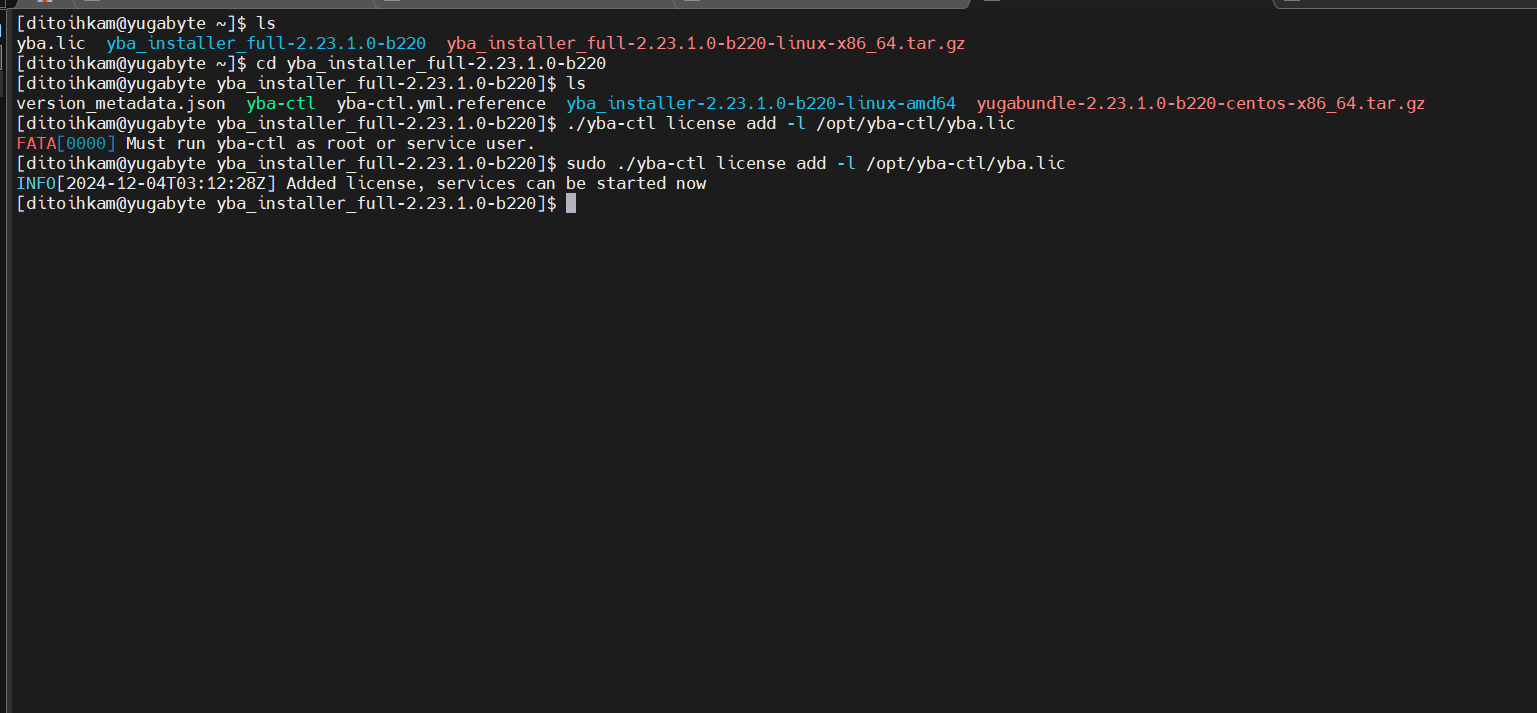 [ditoihkam@yugabyte ~]$ ls
yba.lic  yba_installer_full-2.23.1.0-b220  yba_installer_full-2.23.1.0-b220-linux-x86_64.tar.gz
[ditoihkam@yugabyte ~]$ cd yba_installer_full-2.23.1.0-b220
[ditoihkam@yugabyte yba_installer_full-2.23.1.0-b220]$ ls
version_metadata.json  yba-ctl  yba-ctl.yml.reference  yba_installer-2.23.1.0-b220-linux-amd64  yugabundle-2.23.1.0-b220-centos-x86_64.tar.gz
[ditoihkam@yugabyte yba_installer_full-2.23.1.0-b220]$ ./yba-ctl license add -l /opt/yba-ctl/yba.lic
FATA[0000] Must run yba-ctl as root or service user.
[ditoihkam@yugabyte yba_installer_full-2.23.1.0-b220]$ sudo ./yba-ctl license add -l /opt/yba-ctl/yba.lic
INFO[2024-12-04T03:12:28Z] Added license, services can be started now
[ditoihkam@yugabyte yba_installer_full-2.23.1.0-b220]$